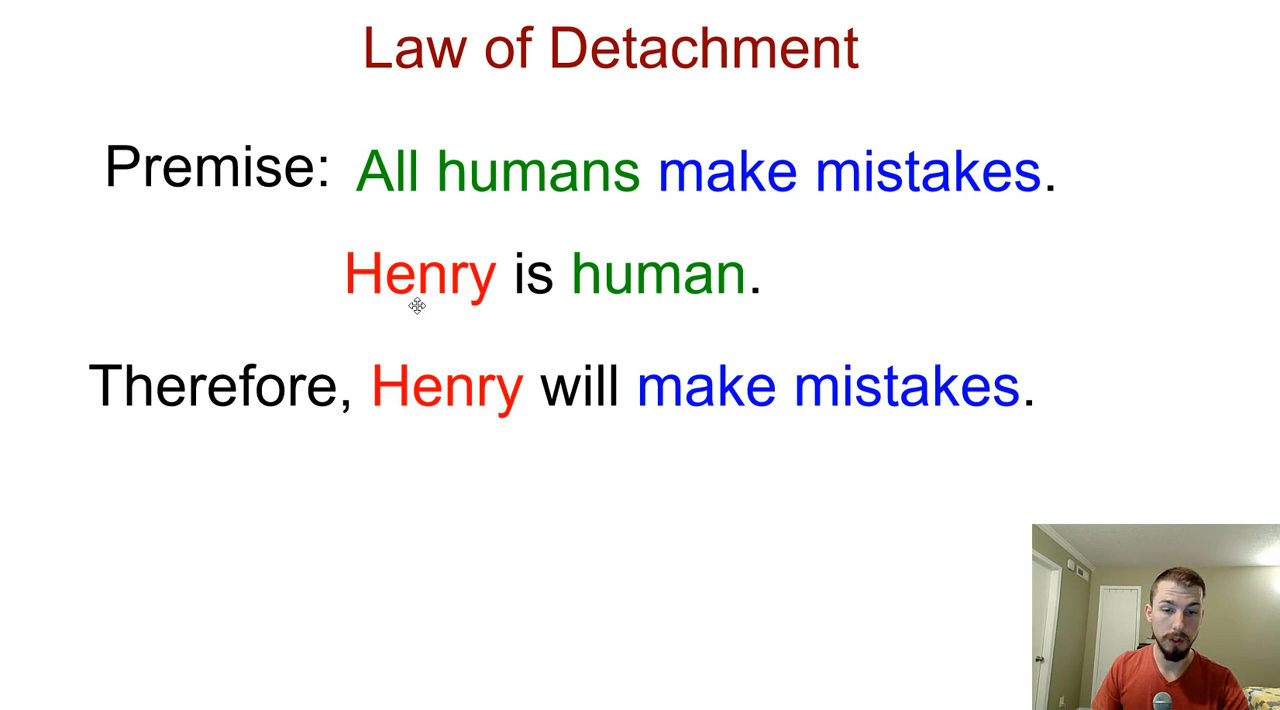 Law of Detachment
Premise: All humans make mistakes.
Henry is human.
Therefore, Henry will make mistakes.